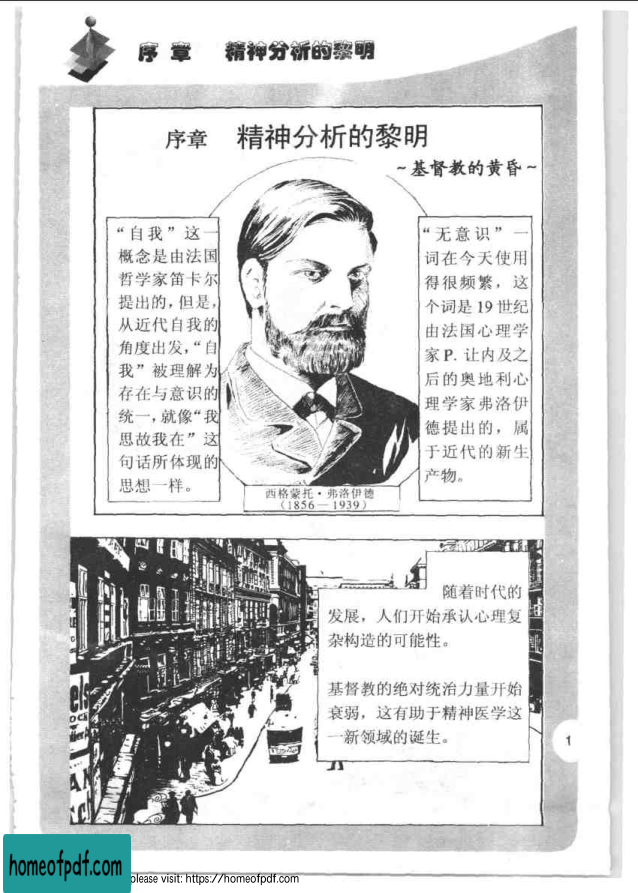 序 章 精神分析的黎明
序章 精神分析的黎明
~基督教的黄昏~
“自我”这一
概念是由法国
哲学家笛卡尔
提出的，但是，
从近代自我的
角度出发，“自
我”被理解为
存在与意识的
统一，就像“我
思故我在”这
句话所体现的
思想一样。
“无意识”一
词在今天使用
得很频繁，这
个词是 19 世纪
由法国心理学
家 P. 让内及之
后的奥地利心
理学家弗洛伊
德提出的，属
于近代的新生
产物。
西格蒙托·弗洛伊德
(1856—1939)
随着时代的
发展，人们开始承认心理复
杂构造的可能性。
基督教的绝对统治力量开始
衰弱，这有助于精神医学这
一新领域的诞生。
1
homeofpdf.com
please visit: https://homeofpdf.com